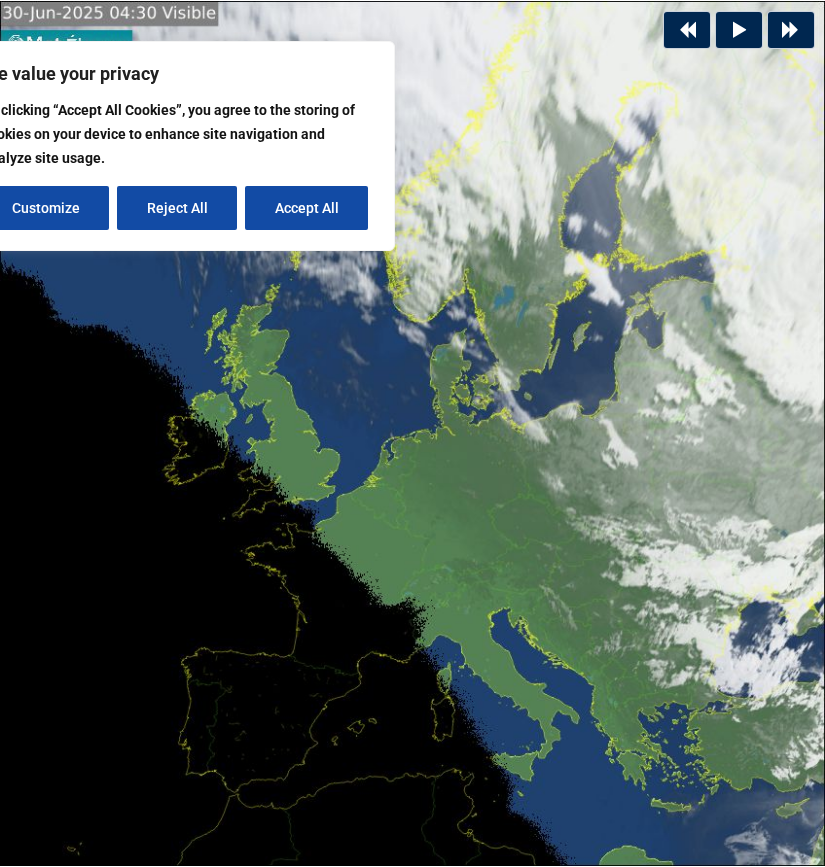 30-Jun-2025 04:30 Visible
e value your privacy
clicking “Accept All Cookies”, you agree to the storing of
okies on your device to enhance site navigation and
alyze site usage.
Customize
Reject All
Accept All